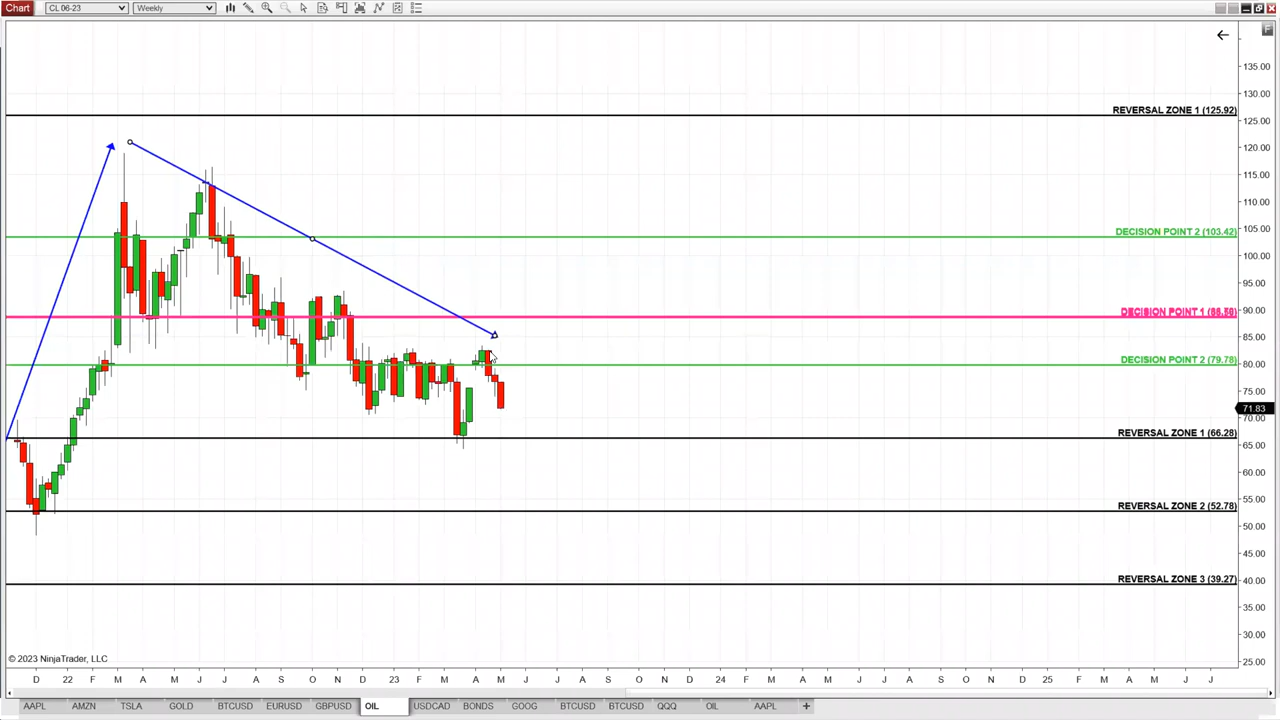 Chart CL 06-23 Weekly
F
135.00
130.00
REVERSAL ZONE 1 (125.92)
125.00
120.00
115.00
110.00
105.00
DECISION POINT 2 (103.42)
100.00
95.00
90.00
DECISION POINT 1
85.00
DECISION POINT 2 (79.78)
80.00
75.00
71.83
70.00
REVERSAL ZONE 1 (66.28)
65.00
60.00
55.00
REVERSAL ZONE 2 (52.78)
50.00
45.00
REVERSAL ZONE 3 (39.27)
40.00
35.00
30.00
© 2023 NinjaTrader, LLC
25.00
D 22 F M A M J J A S O N D 23 F M A M J J A S O N D 24 F M A M J J A S O N D 25 F M A M J J
AAPL AMZN TSLA GOLD BTCUSD EURUSD GBPUSD OIL USDCAD BONDS GOOG BTCUSD BTCUSD QQQ OIL AAPL +